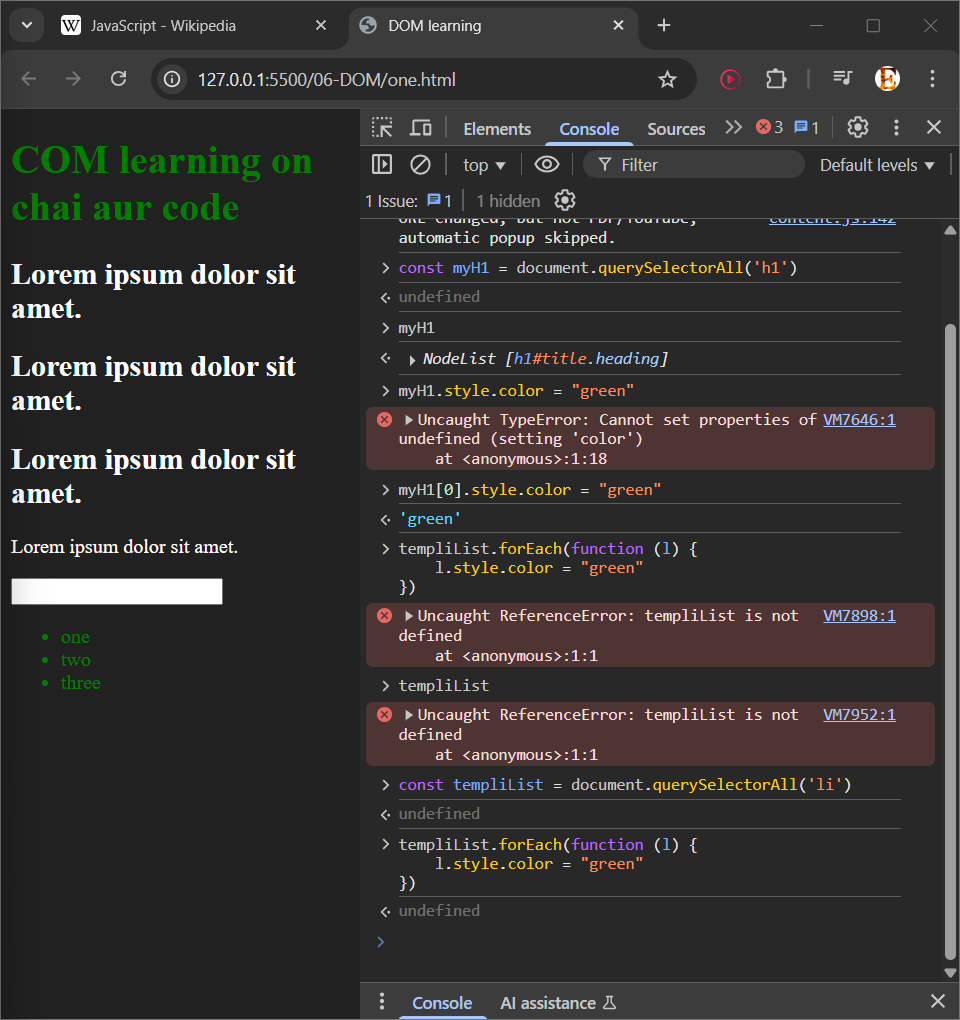 JavaScript - Wikipedia
DOM learning
127.0.0.1:5500/06-DOM/one.html
COM learning on
chai aur code
Lorem ipsum dolor sit
amet.
Lorem ipsum dolor sit
amet.
Lorem ipsum dolor sit
amet.
Lorem ipsum dolor sit amet.
one
two
three
Elements Console Sources 3 1
top Filter Default levels
1 Issue: 1 1 hidden
URL changed, but not PDF/YouTube, content.js:142
automatic popup skipped.
const myH1 = document.querySelectorAll('h1')
undefined
myH1
NodeList [h1#title.heading]
myH1.style.color = "green"
Uncaught TypeError: Cannot set properties of VM7646:1
undefined (setting 'color')
at <anonymous>:1:18
myH1[0].style.color = "green"
'green'
templiList.forEach(function (l) {
l.style.color = "green"
})
Uncaught ReferenceError: templiList is not VM7898:1
defined
at <anonymous>:1:1
templiList
Uncaught ReferenceError: templiList is not VM7952:1
defined
at <anonymous>:1:1
const templiList = document.querySelectorAll('li')
undefined
templiList.forEach(function (l) {
l.style.color = "green"
})
undefined
Console AI assistance